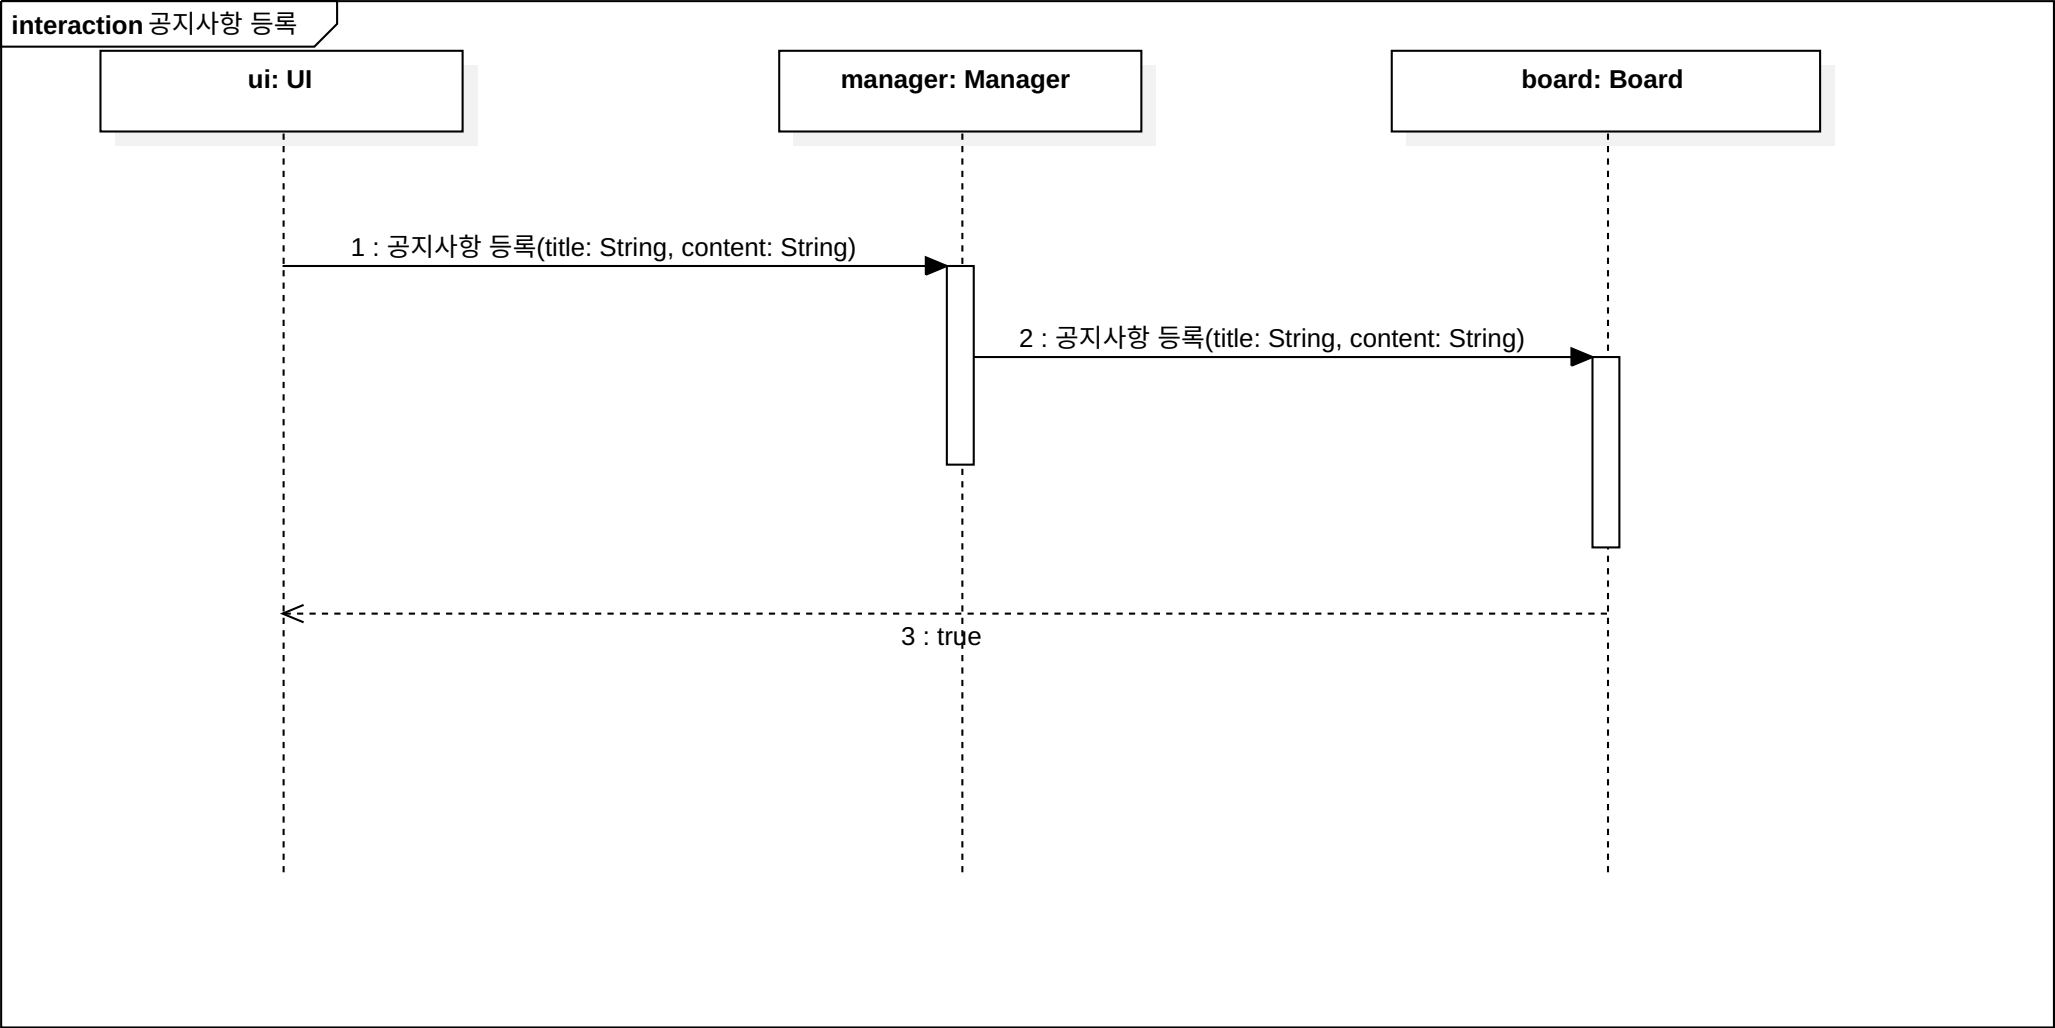 interaction 공지사항 등록
ui: UI
manager: Manager
board: Board
1 : 공지사항 등록(title: String, content: String)
2 : 공지사항 등록(title: String, content: String)
3 : true